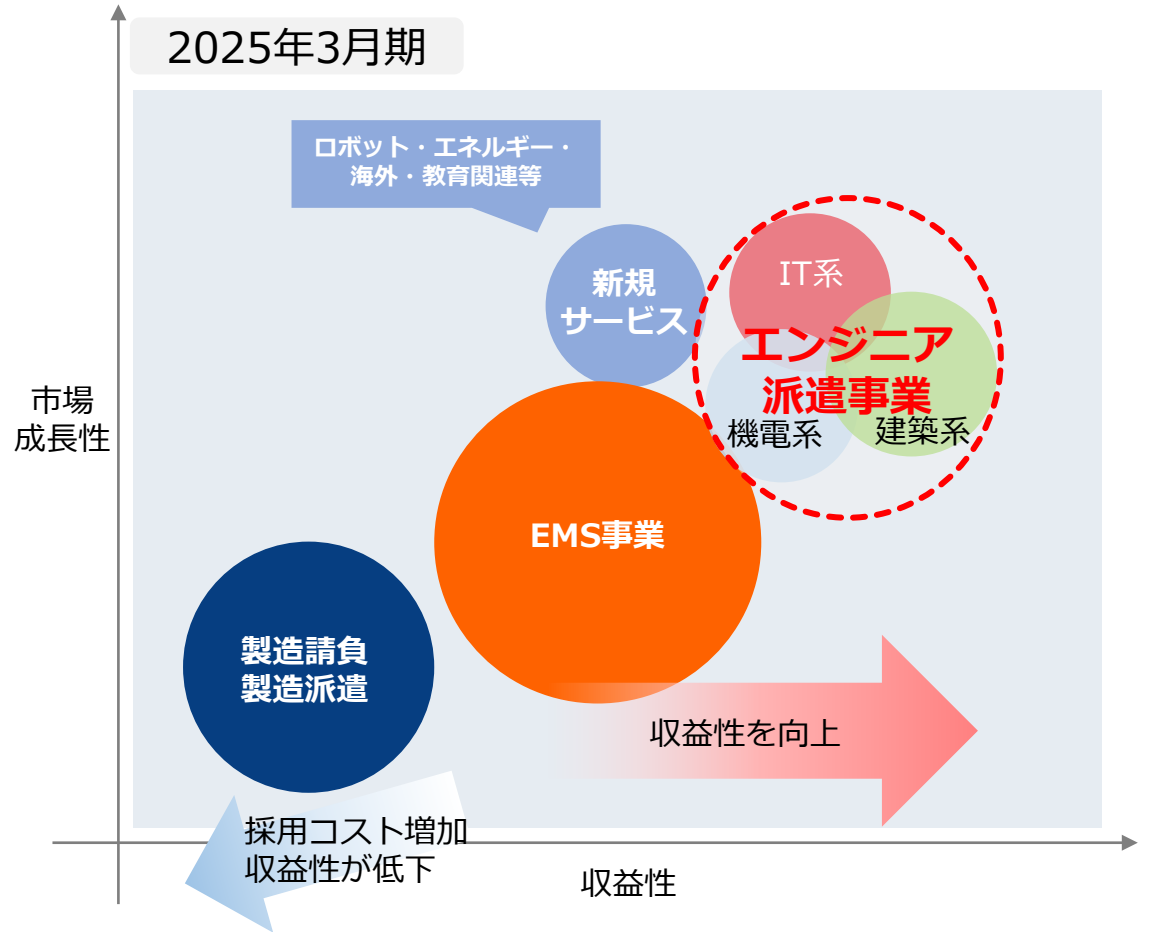 2025年3月期
ロボット・エネルギー・
海外・教育関連等
新規
サービス
IT系
エンジニア
派遣事業
機電系
建築系
市場
成長性
EMS事業
製造請負
製造派遣
収益性を向上
採用コスト増加
収益性が低下
収益性